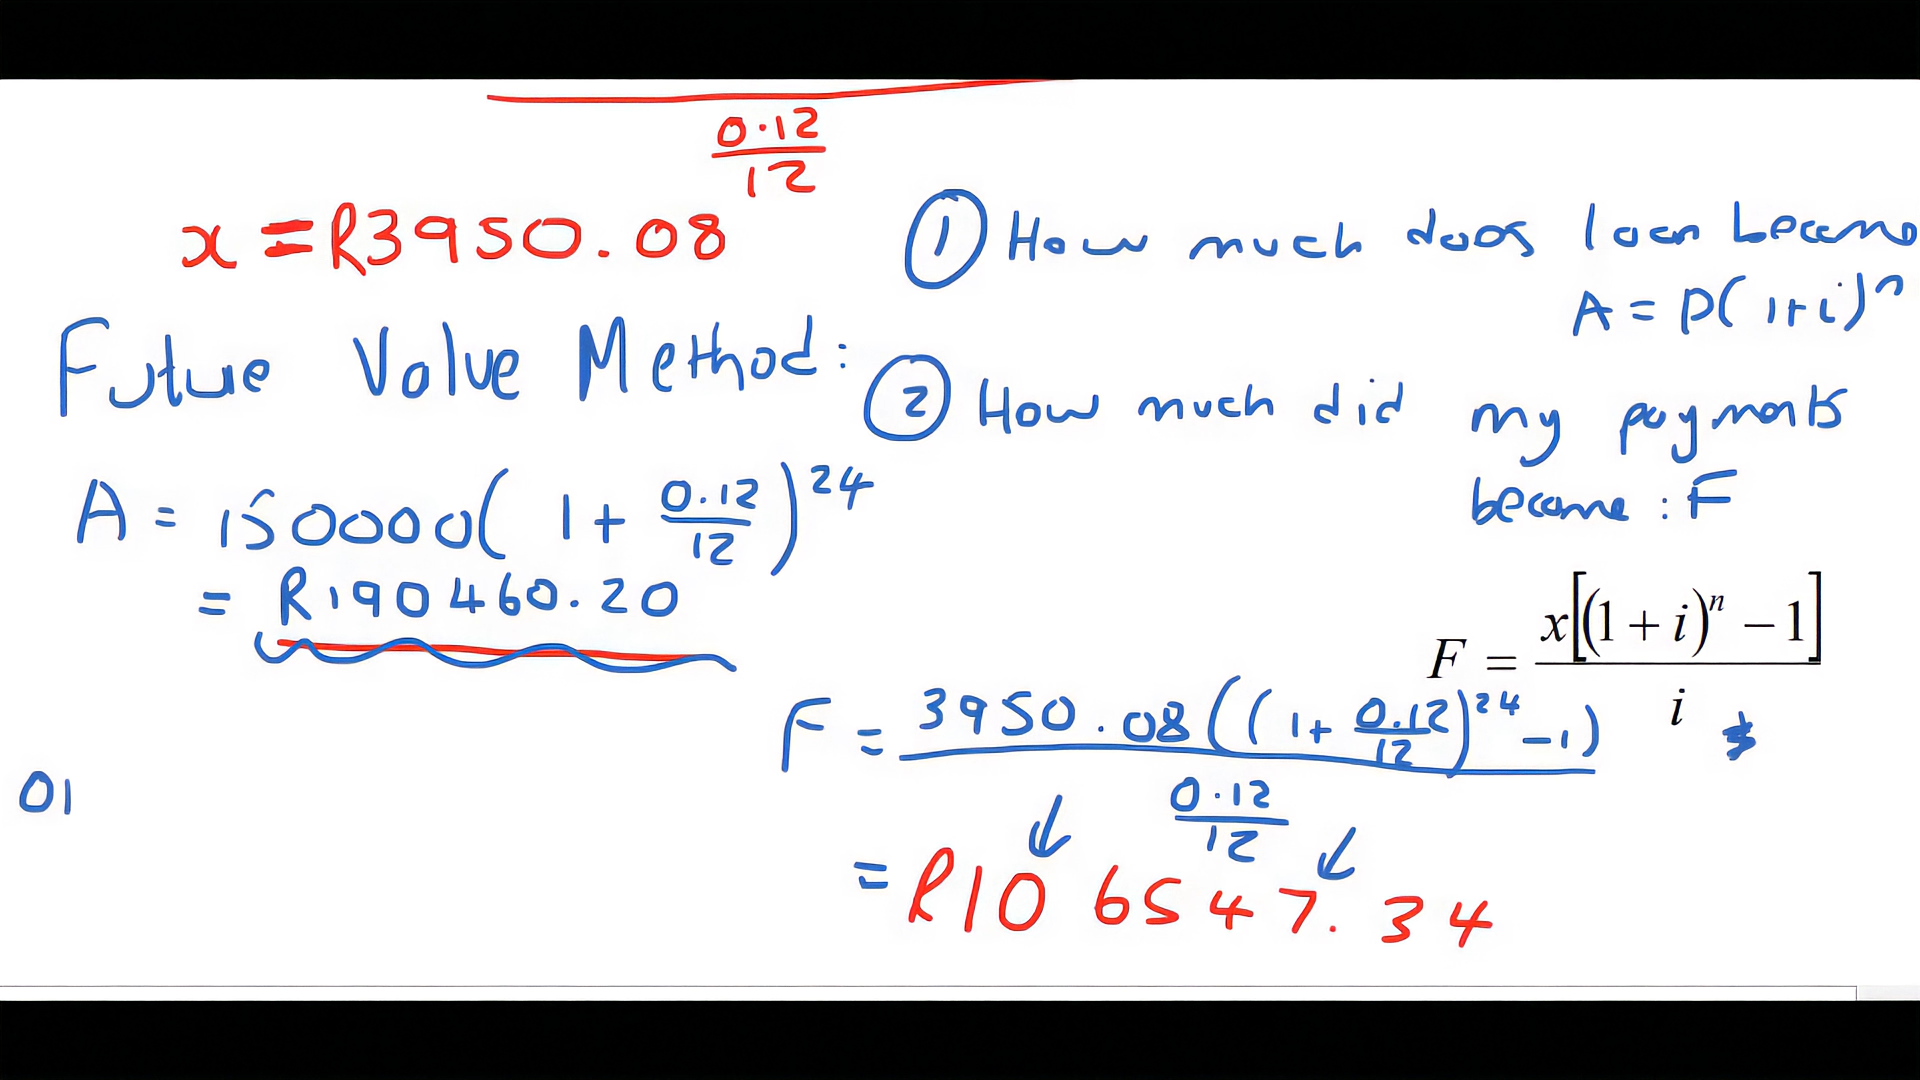 0.12
12
x = R3950.08
① How much does loan become
A = P(1+i)^n
Future Value Method:
② How much did my payments
become : F
A = 150000(1 + 0.12/12)^24
= R190460.20
F = x[(1+i)^n − 1] / i
F = 3950.08((1+0.12/12)^24 −1) / (0.12/12)
01
= R10 6547.34